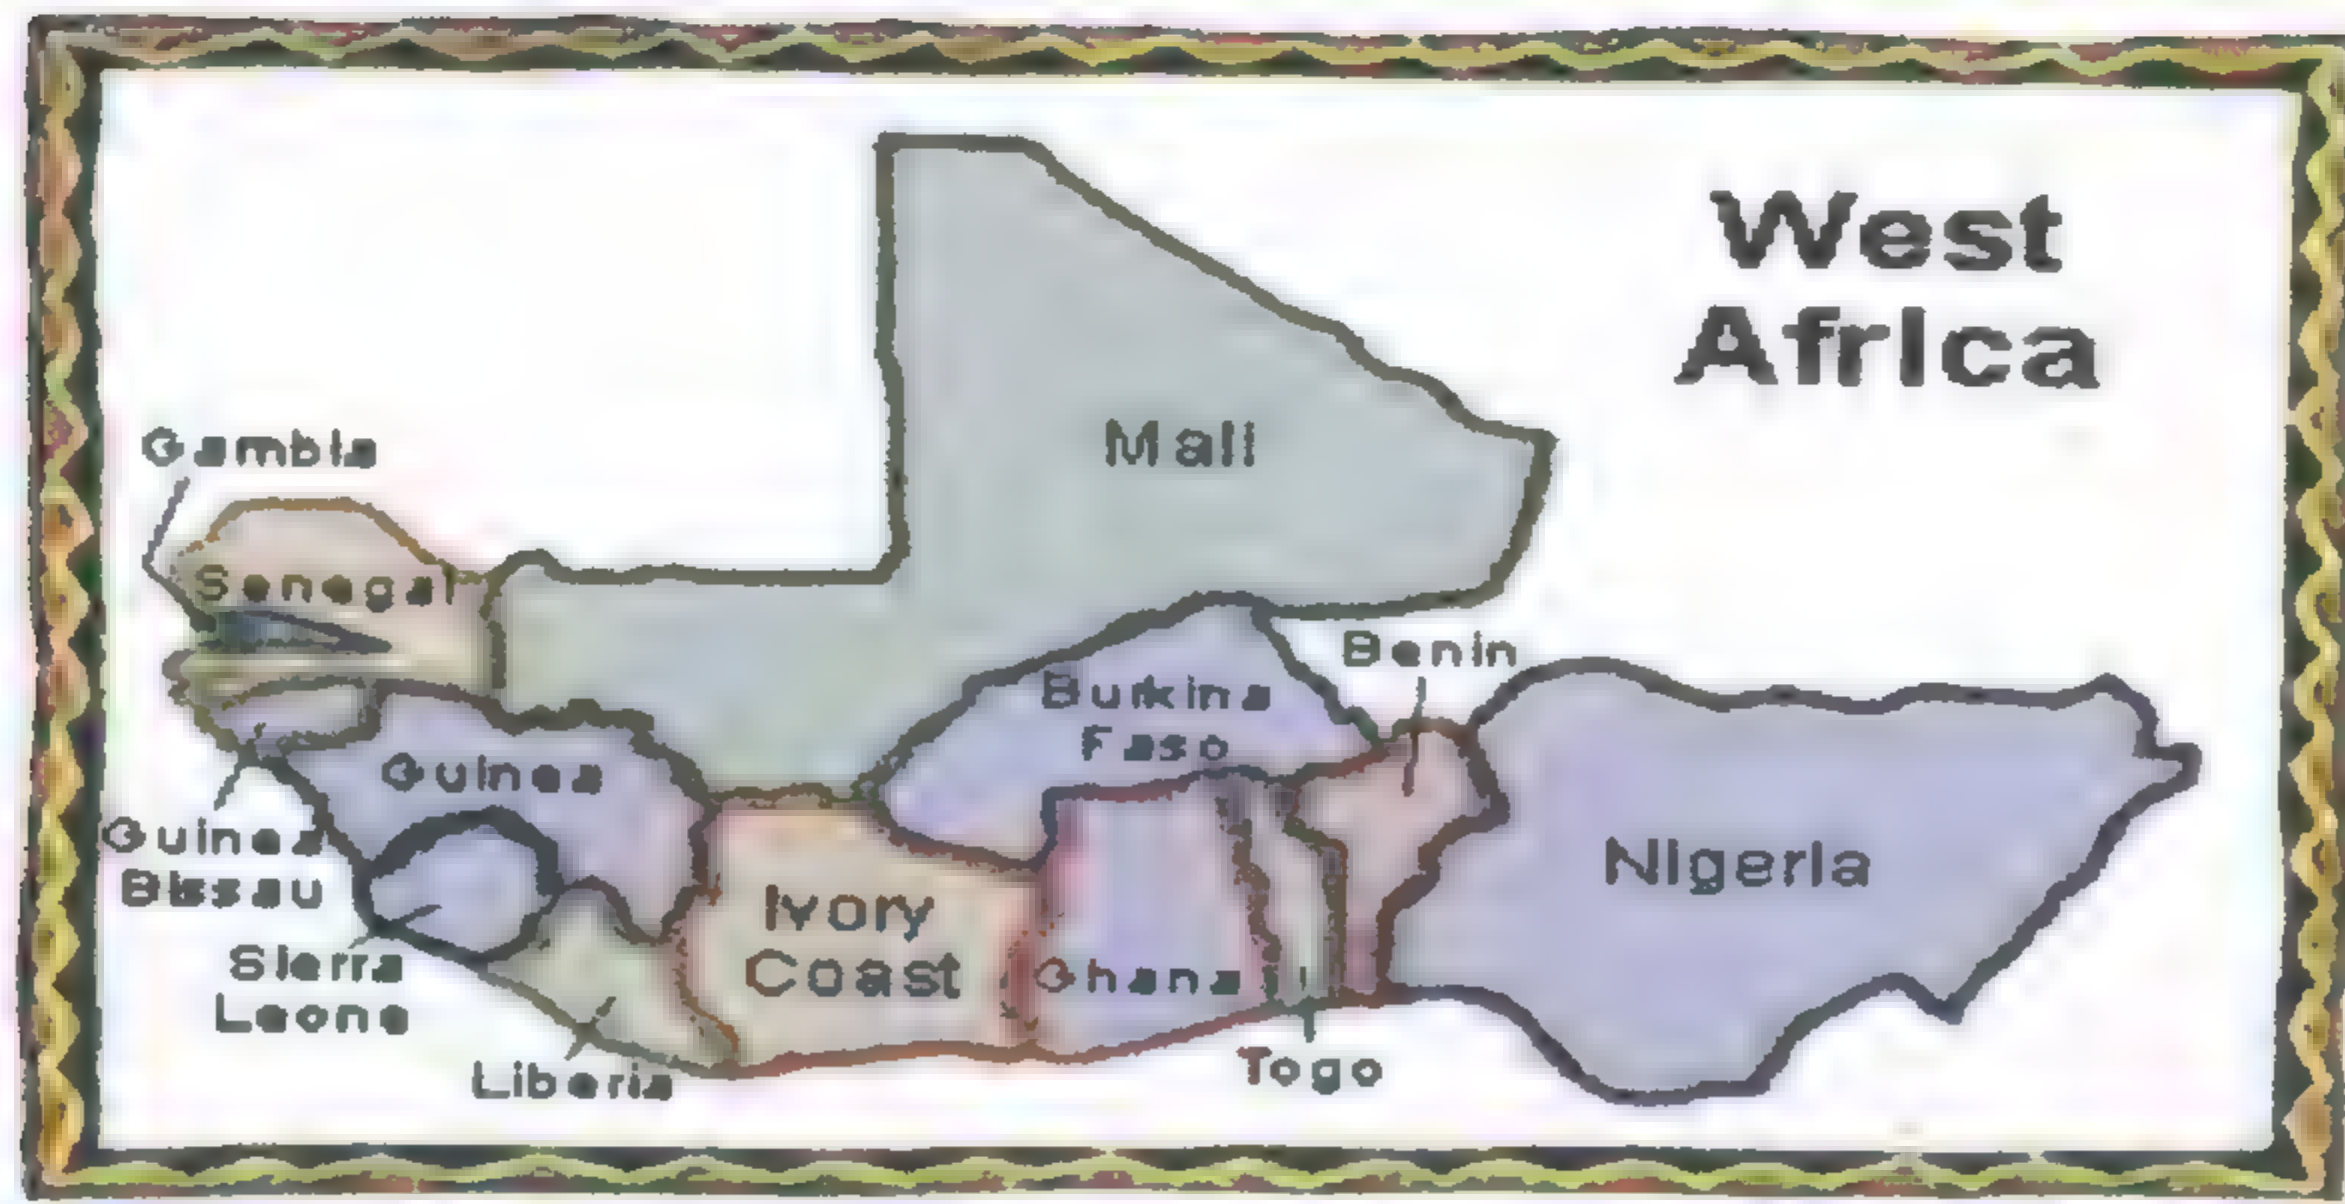 West
Africa
Mali
Gambia
Senegal
Benin
Burkina
Faso
Guinea
Guinea
Bissau
Nigeria
Ivory
Coast
Ghana
Sierra
Leone
Liberia
Togo